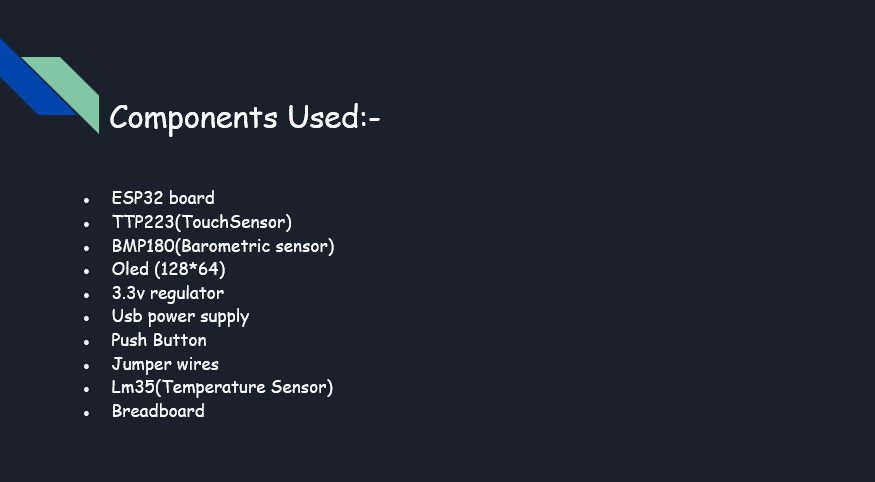 Components Used:-
● ESP32 board
● TTP223(TouchSensor)
● BMP180(Barometric sensor)
● Oled (128*64)
● 3.3v regulator
● Usb power supply
● Push Button
● Jumper wires
● Lm35(Temperature Sensor)
● Breadboard